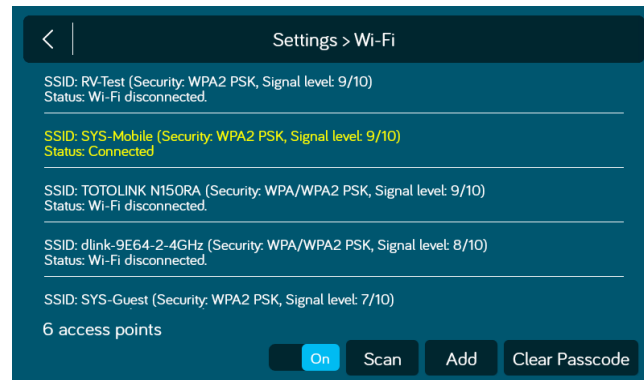 Settings > Wi-Fi
SSID: RV-Test (Security: WPA2 PSK, Signal level: 9/10)
Status: Wi-Fi disconnected.
SSID: SYS-Mobile (Security: WPA2 PSK, Signal level: 9/10)
Status: Connected
SSID: TOTOLINK N150RA (Security: WPA/WPA2 PSK, Signal level: 9/10)
Status: Wi-Fi disconnected.
SSID: dlink-9E64-2-4GHz (Security: WPA/WPA2 PSK, Signal level: 8/10)
Status: Wi-Fi disconnected.
SSID: SYS-Guest (Security: WPA2 PSK, Signal level: 7/10)
6 access points
On Scan Add Clear Passcode